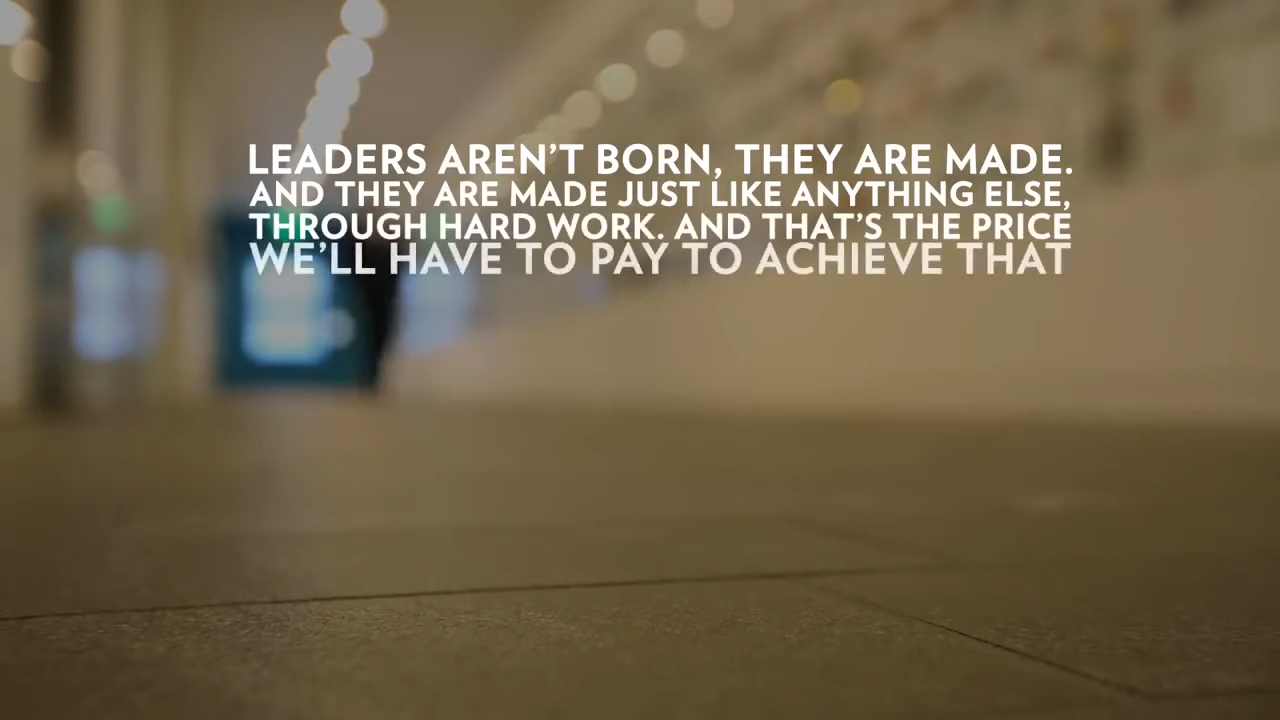 LEADERS AREN’T BORN, THEY ARE MADE.
AND THEY ARE MADE JUST LIKE ANYTHING ELSE,
THROUGH HARD WORK. AND THAT’S THE PRICE
WE’LL HAVE TO PAY TO ACHIEVE THAT